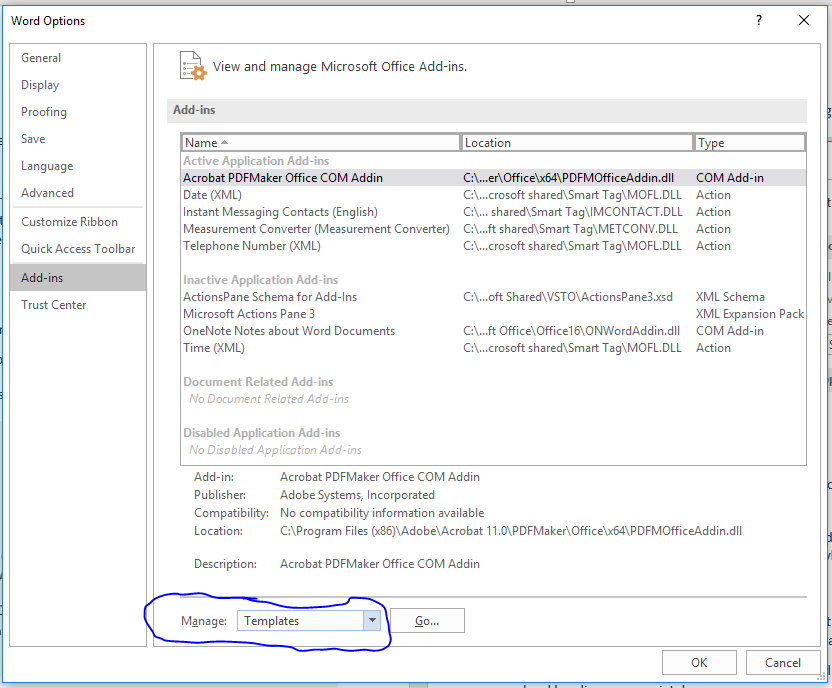 Word Options
?
General
Display
Proofing
Save
Language
Advanced
Customize Ribbon
Quick Access Toolbar
Add-ins
Trust Center
View and manage Microsoft Office Add-ins.
Add-ins
Name Location Type
Active Application Add-ins
Acrobat PDFMaker Office COM Addin C:\...er\Office\x64\PDFMOfficeAddin.dll COM Add-in
Date (XML) C:\...crosoft shared\Smart Tag\MOFL.DLL Action
Instant Messaging Contacts (English) C:\... shared\Smart Tag\IMCONTACT.DLL Action
Measurement Converter (Measurement Converter) C:\...ft shared\Smart Tag\METCONV.DLL Action
Telephone Number (XML) C:\...crosoft shared\Smart Tag\MOFL.DLL Action
Inactive Application Add-ins
ActionsPane Schema for Add-Ins C:\...oft Shared\VSTO\ActionsPane3.xsd XML Schema
Microsoft Actions Pane 3 XML Expansion Pack
OneNote Notes about Word Documents C:\...ft Office\Office16\ONWordAddin.dll COM Add-in
Time (XML) C:\...crosoft shared\Smart Tag\MOFL.DLL Action
Document Related Add-ins
No Document Related Add-ins
Disabled Application Add-ins
No Disabled Application Add-ins
Add-in: Acrobat PDFMaker Office COM Addin
Publisher: Adobe Systems, Incorporated
Compatibility: No compatibility information available
Location: C:\Program Files (x86)\Adobe\Acrobat 11.0\PDFMaker\Office\x64\PDFMOfficeAddin.dll
Description: Acrobat PDFMaker Office COM Addin
Manage: Templates Go...
OK Cancel